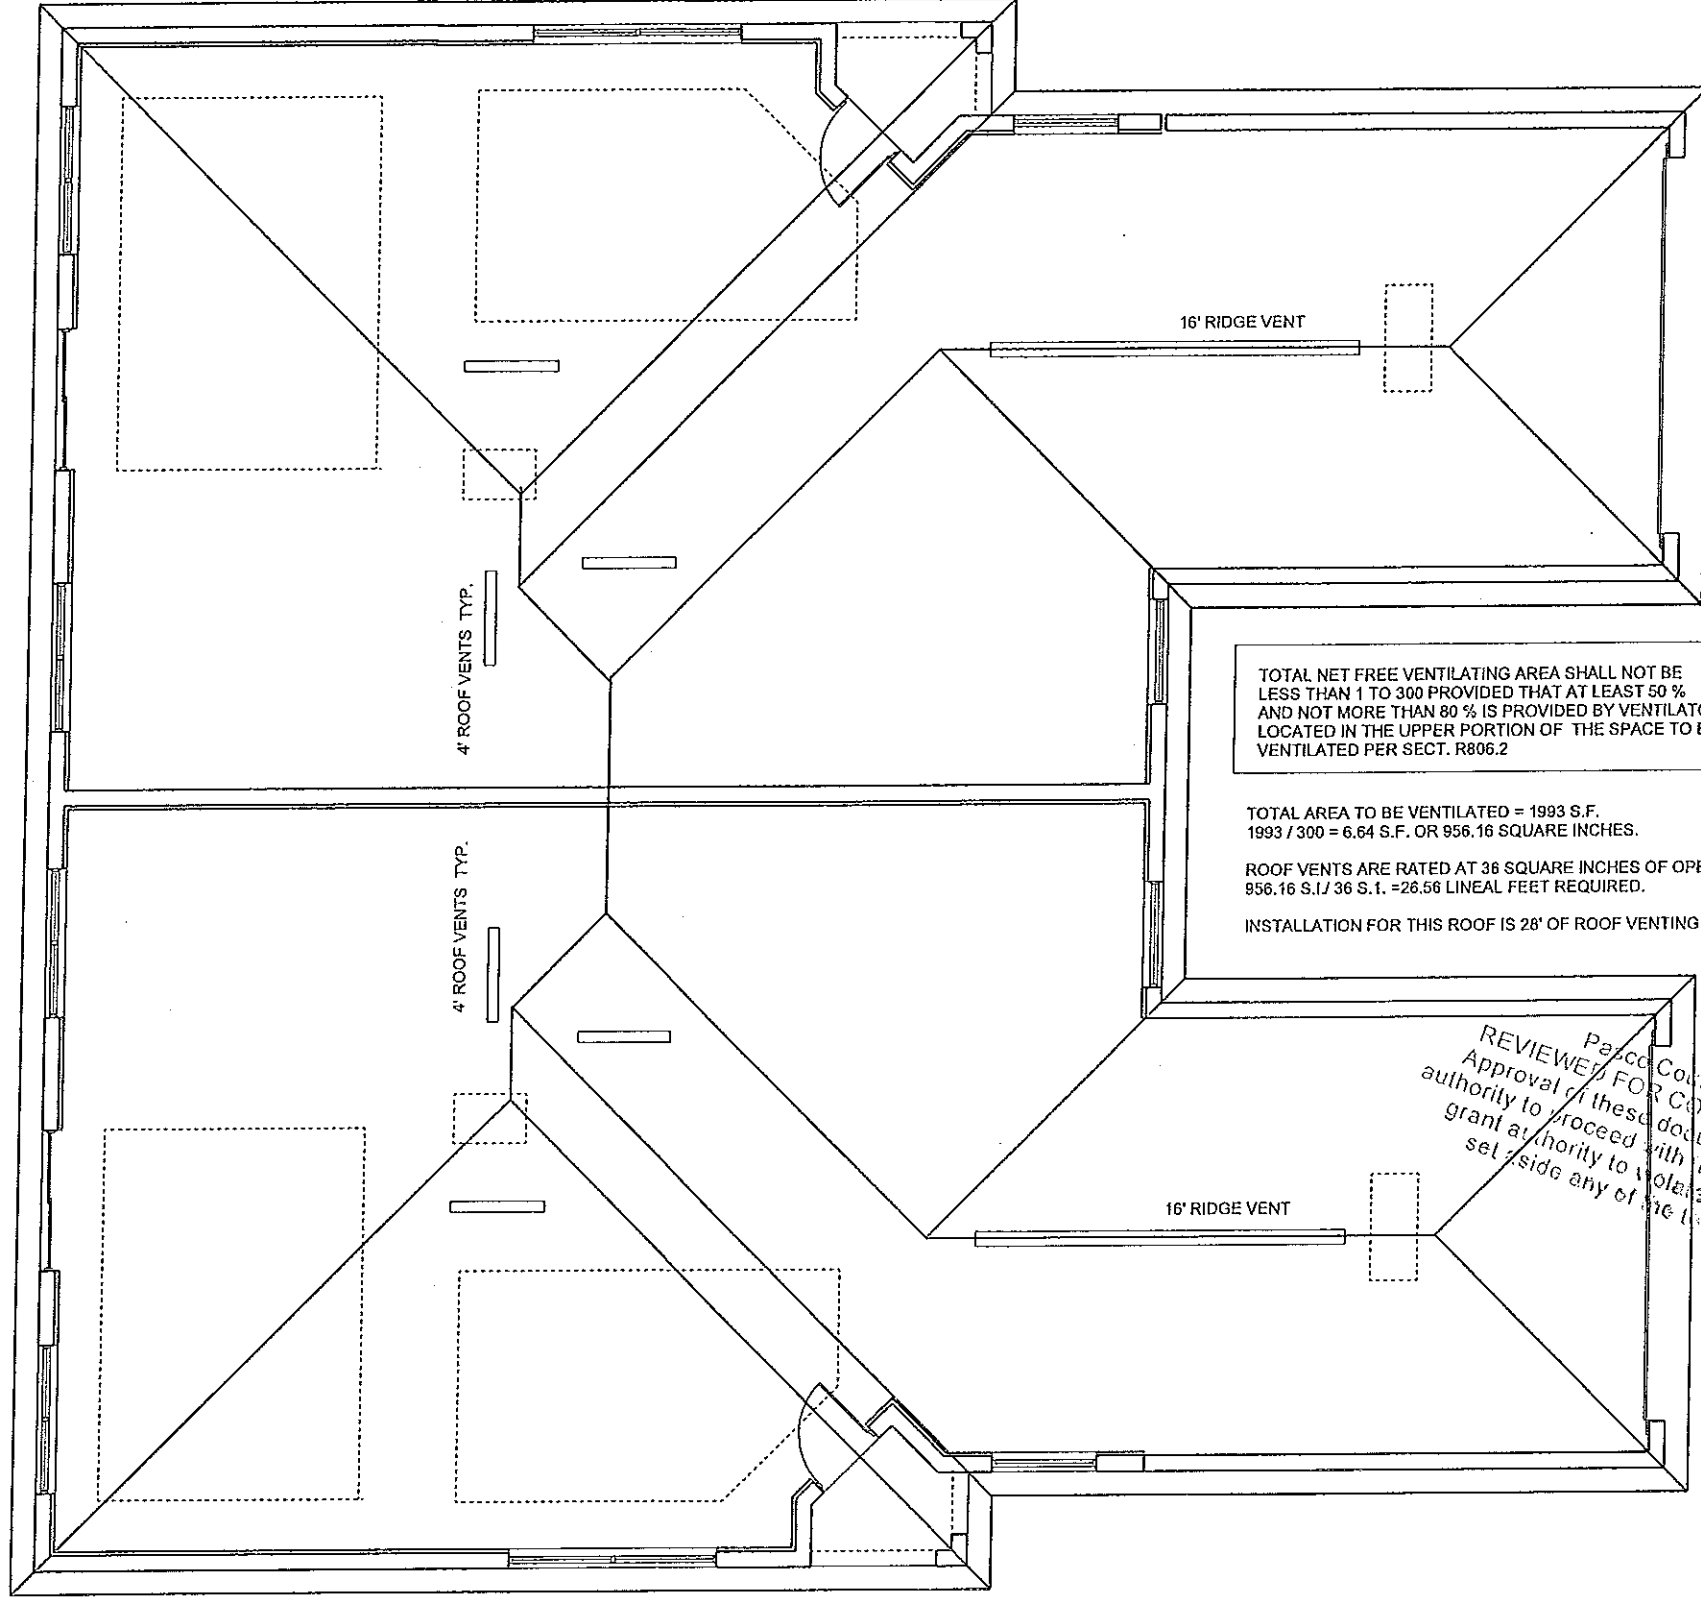 16' RIDGE VENT
4' ROOF VENTS TYP.
TOTAL NET FREE VENTILATING AREA SHALL NOT BE
LESS THAN 1 TO 300 PROVIDED THAT AT LEAST 50 %
AND NOT MORE THAN 80 % IS PROVIDED BY
LOCATED IN THE UPPER PORTION OF THE SPACE TO
VENTILATED PER SECT. R806.2
TOTAL AREA TO BE VENTILATED = 1993 S.F.
1993 / 300 = 6.64 S.F. OR 956.16 SQUARE INCHES.
4' ROOF VENTS TYP.
ROOF VENTS ARE RATED AT 36 SQUARE INCHES OF
956.16 S.I./ 36 S.I. =26.56 LINEAL FEET REQUIRED.
INSTALLATION FOR THIS ROOF IS 28' OF ROOF VENTING
Pasco
REVIEWED FOR
Approval of these
authority to proceed with
grant authority to
set aside any of the
16' RIDGE VENT